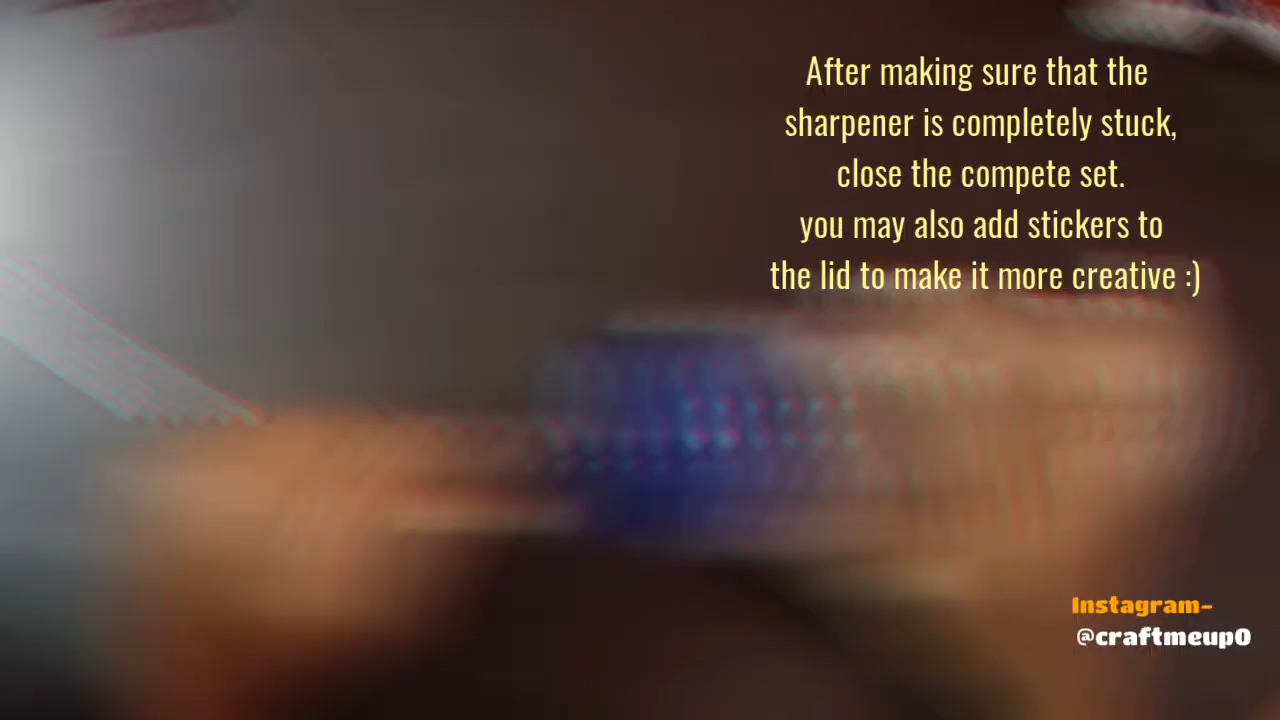 After making sure that the
sharpener is completely stuck,
close the compete set.
you may also add stickers to
the lid to make it more creative :)
Instagram-
@craftmeup0